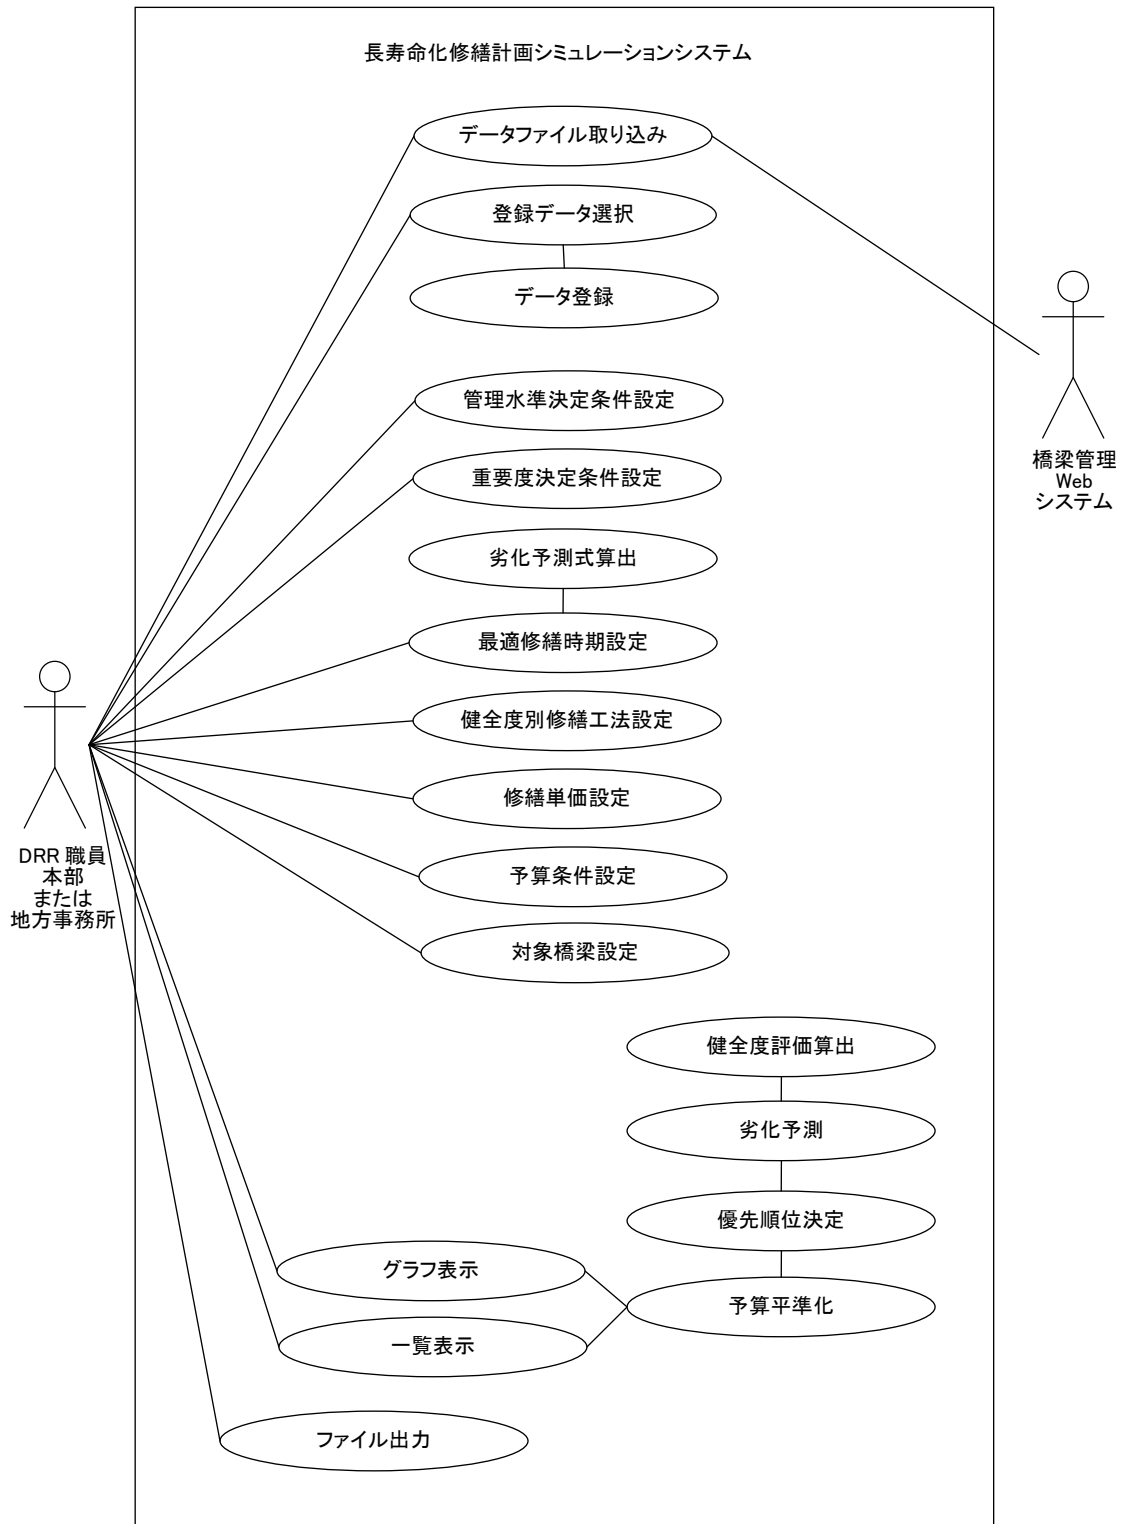 長寿命化修繕計画シミュレーションシステム
データファイル取り込み
登録データ選択
データ登録
管理水準決定条件設定
重要度決定条件設定
劣化予測式算出
最適修繕時期設定
健全度別修繕工法設定
修繕単価設定
予算条件設定
対象橋梁設定
橋梁管理
Web
システム
DRR 職員
本部
または
地方事務所
健全度評価算出
劣化予測
優先順位決定
予算平準化
グラフ表示
一覧表示
ファイル出力